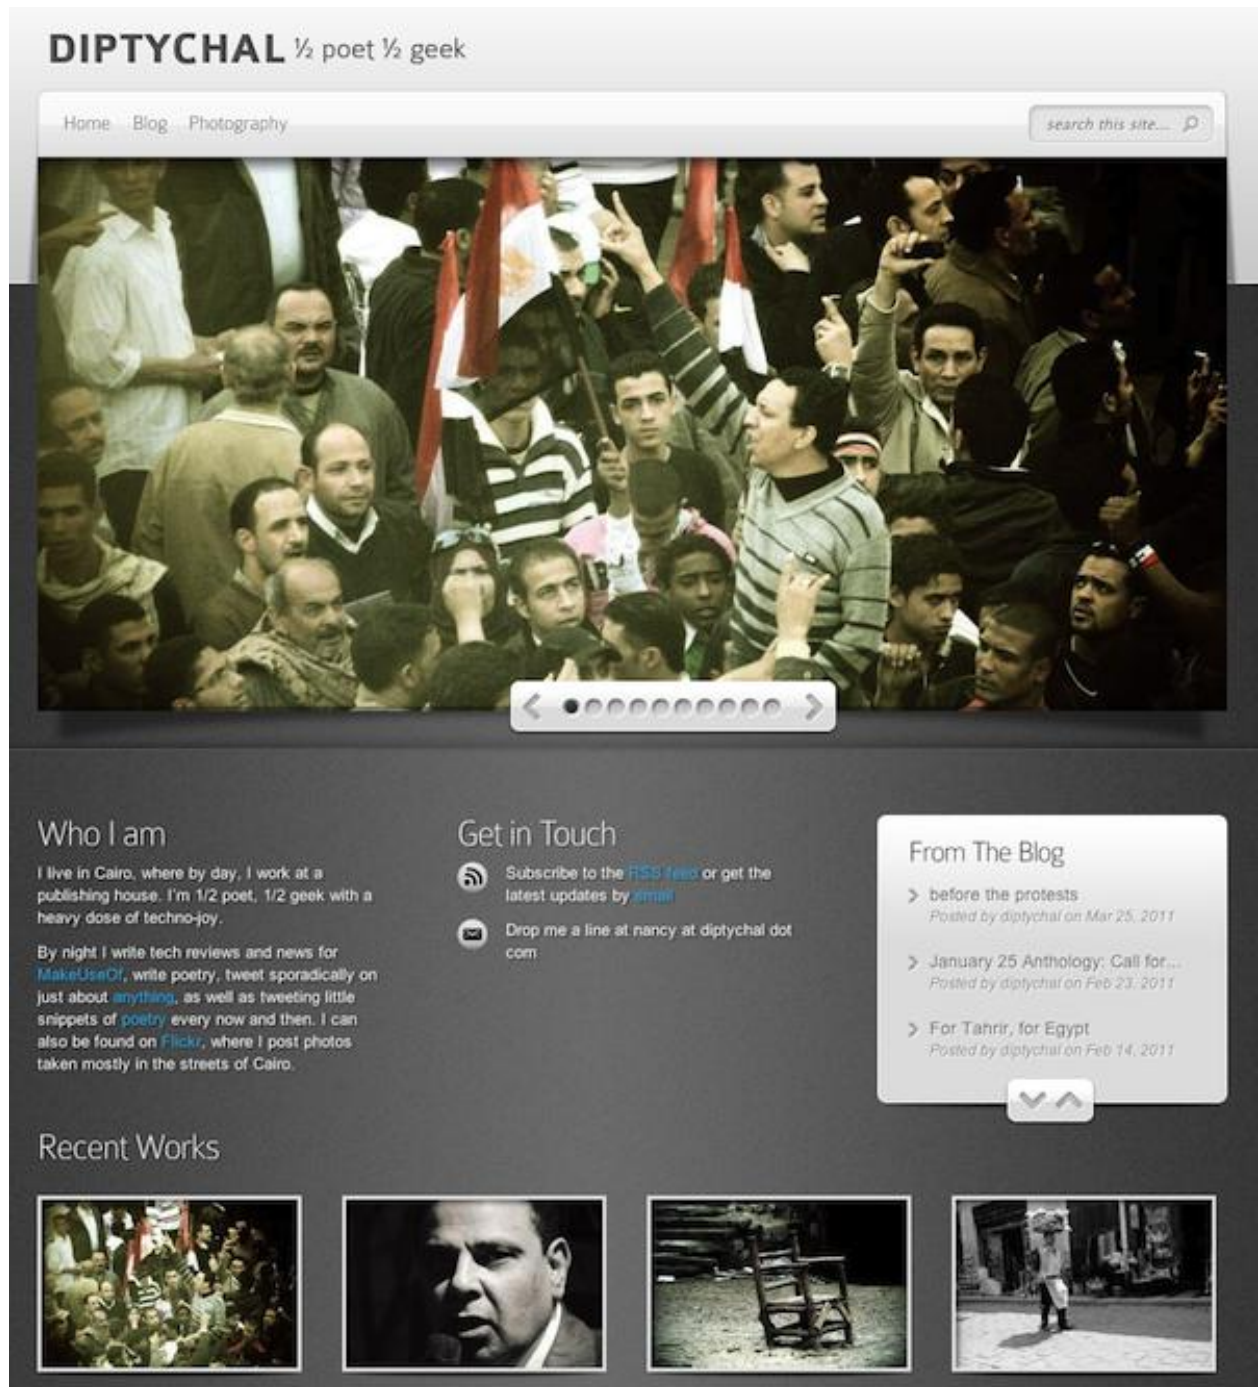 DIPTYCHAL ½ poet ½ geek
Home Blog Photography
search this site...
Who I am
I live in Cairo, where by day, I work at a
publishing house. I'm 1/2 poet, 1/2 geek with a
heavy dose of techno-joy.
By night I write tech reviews and news for
MakeUseOf, write poetry, tweet sporadically on
just about anything, as well as tweeting little
snippets of poetry every now and then. I can
also be found on Flickr, where I post photos
taken mostly in the streets of Cairo.
Get in Touch
Subscribe to the RSS feed or get the
latest updates by email
Drop me a line at nancy at diptychal dot
com
From The Blog
before the protests
Posted by diptychal on Mar 25, 2011
January 25 Anthology: Call for...
Posted by diptychal on Feb 23, 2011
For Tahrir, for Egypt
Posted by diptychal on Feb 14, 2011
Recent Works